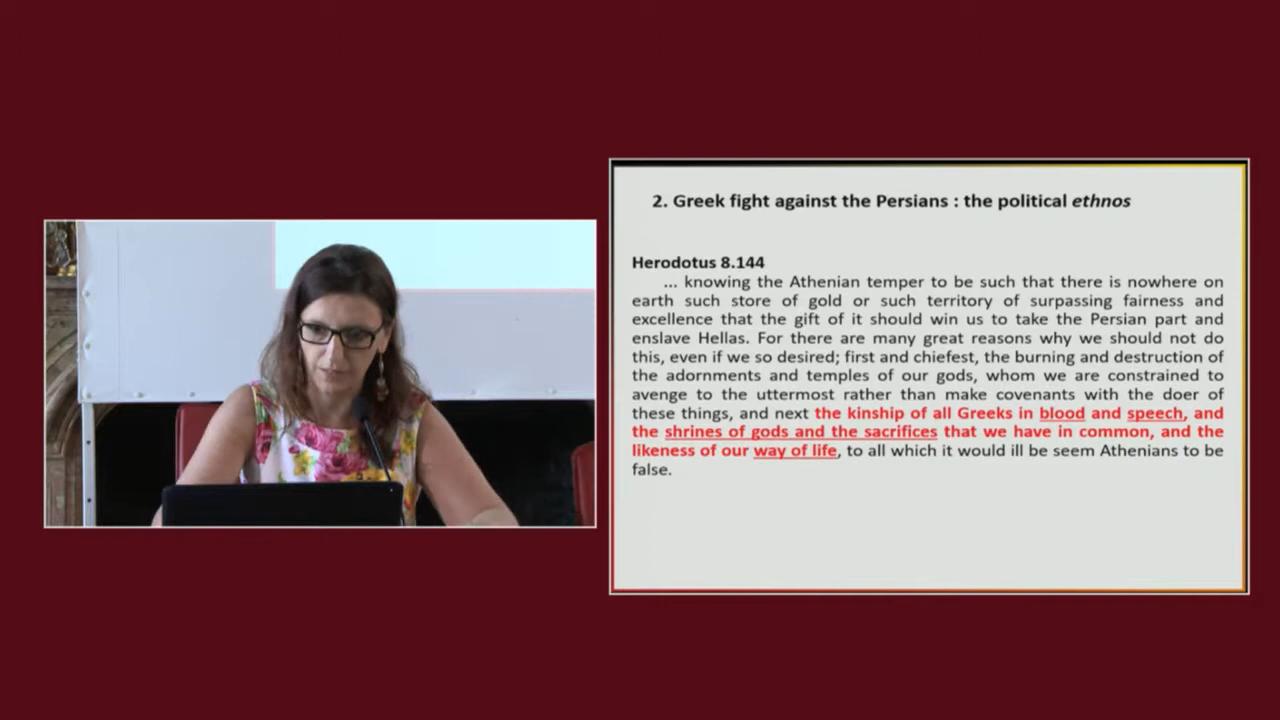 2. Greek fight against the Persians : the political ethnos
Herodotus 8.144
... knowing the Athenian temper to be such that there is nowhere on
earth such store of gold or such territory of surpassing fairness and
excellence that the gift of it should win us to take the Persian part and
enslave Hellas. For there are many great reasons why we should not do
this, even if we so desired; first and chiefest, the burning and destruction of
the adornments and temples of our gods, whom we are constrained to
avenge to the uttermost rather than make covenants with the doer of
these things, and next the kinship of all Greeks in blood and speech, and
the shrines of gods and the sacrifices that we have in common, and the
likeness of our way of life, to all which it would ill be seem Athenians to be
false.